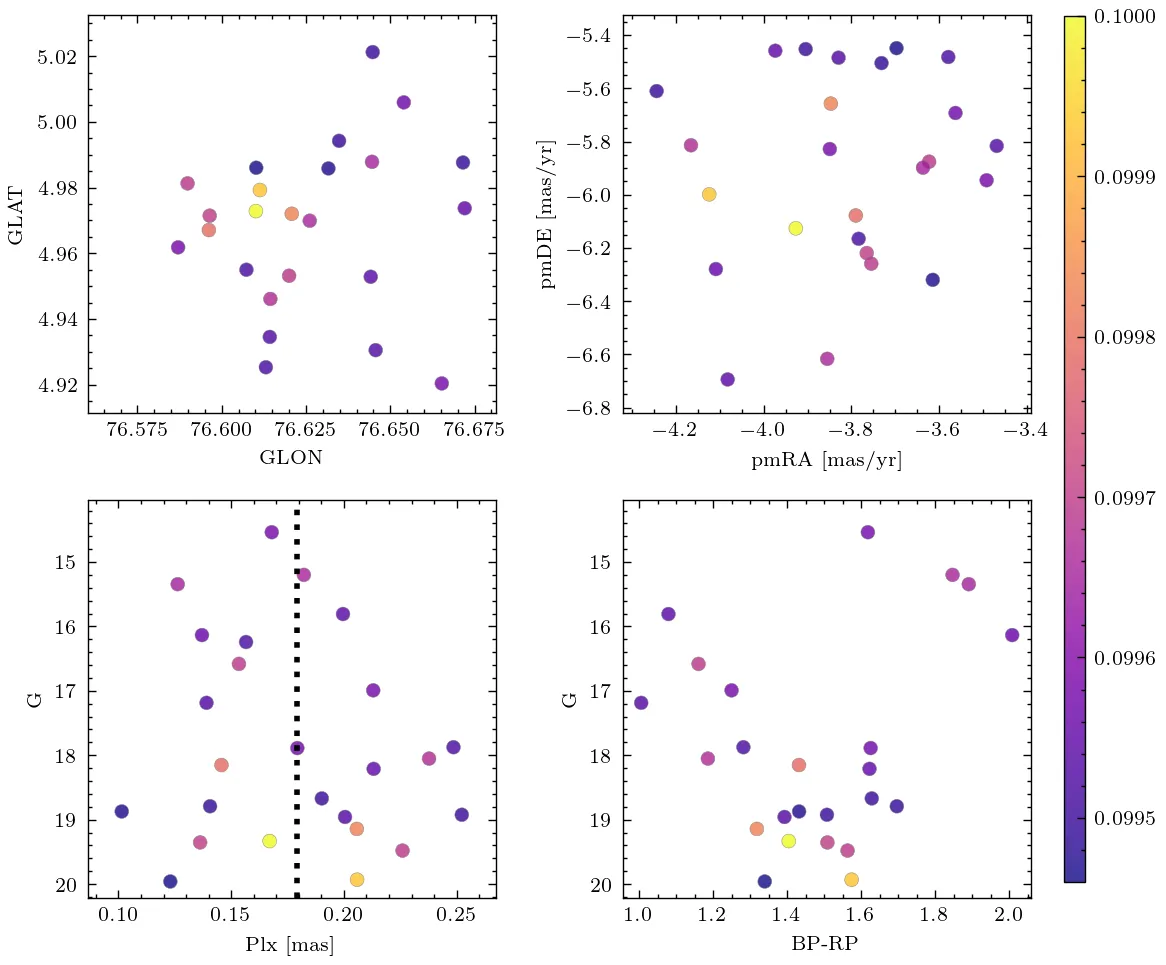 5.02
5.00
4.98
4.96
4.94
4.92
GLAT
76.575 76.600 76.625 76.650 76.675
GLON
−5.4
−5.6
−5.8
−6.0
−6.2
−6.4
−6.6
−6.8
pmDE [mas/yr]
−4.2 −4.0 −3.8 −3.6 −3.4
pmRA [mas/yr]
0.1000
0.0999
0.0998
0.0997
0.0996
0.0995
15
16
17
18
19
20
G
0.10 0.15 0.20 0.25
Plx [mas]
15
16
17
18
19
20
G
1.0 1.2 1.4 1.6 1.8 2.0
BP-RP